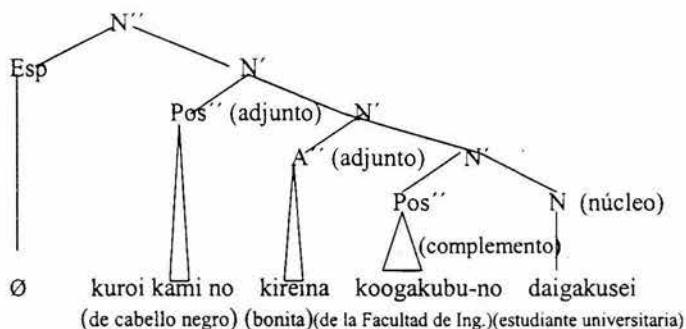 N´´
Esp N´
Pos´´ (adjunto) N´
A´´ (adjunto) N´
Pos´´ N (núcleo)
(complemento)
Ø kuroi kami no kireina koogakubu-no daigakusei
(de cabello negro) (bonita)(de la Facultad de Ing.)(estudiante universitaria)